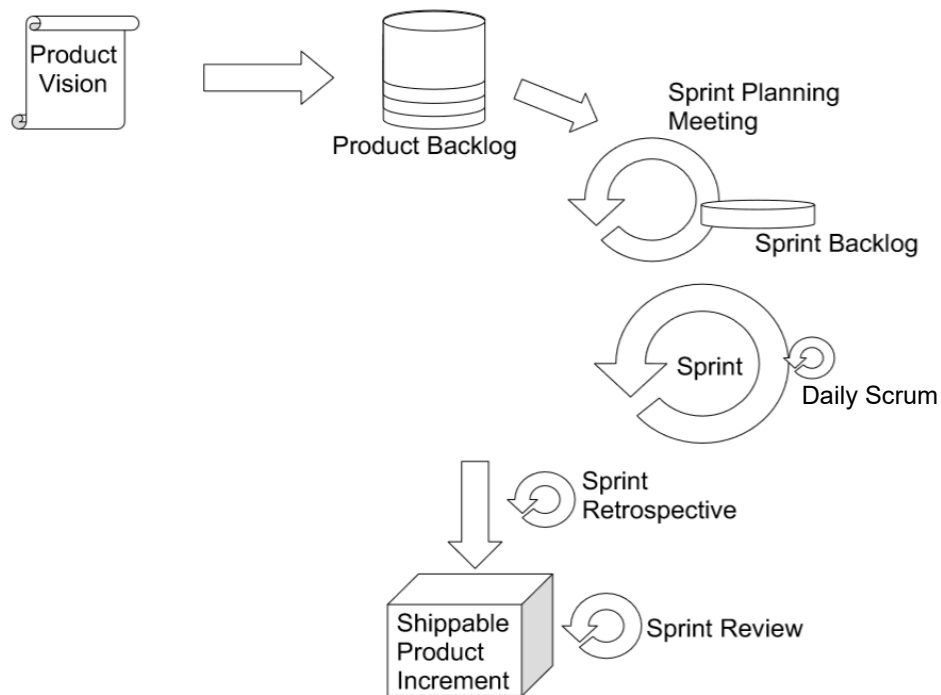 Product
Vision
Product Backlog
Sprint Planning
Meeting
Sprint Backlog
Sprint
Daily Scrum
Sprint
Retrospective
Shippable
Product
Increment
Sprint Review